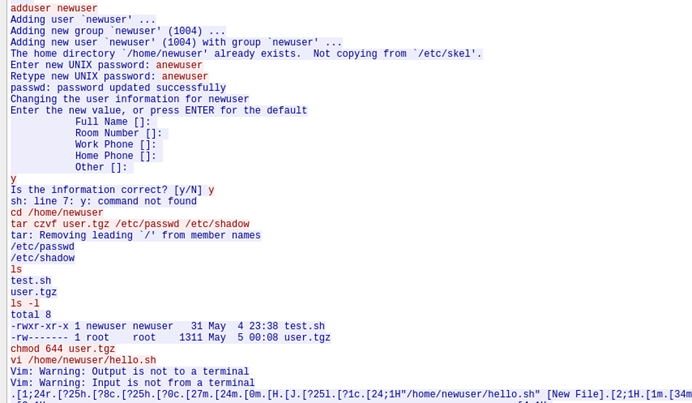 adduser newuser
Adding user `newuser' ...
Adding new group `newuser' (1004) ...
Adding new user `newuser' (1004) with group `newuser' ...
The home directory `/home/newuser' already exists.  Not copying from `/etc/skel'.
Enter new UNIX password: anewuser
Retype new UNIX password: anewuser
passwd: password updated successfully
Changing the user information for newuser
Enter the new value, or press ENTER for the default
Full Name []:
Room Number []:
Work Phone []:
Home Phone []:
Other []:
y
Is the information correct? [y/N] y
sh: line 7: y: command not found
cd /home/newuser
tar czvf user.tgz /etc/passwd /etc/shadow
tar: Removing leading `/' from member names
/etc/passwd
/etc/shadow
ls
test.sh
user.tgz
ls -l
total 8
-rwxr-xr-x 1 newuser newuser   31 May  4 23:38 test.sh
-rw------- 1 root    root    1311 May  5 00:08 user.tgz
chmod 644 user.tgz
vi /home/newuser/hello.sh
Vim: Warning: Output is not to a terminal
Vim: Warning: Input is not from a terminal
.[1;24r.[?25h.[?8c.[?25h.[?0c.[27m.[24m.[0m.[H.[J.[?25l.[?1c.[24;1H"/home/newuser/hello.sh" [New File].[2;1H.[1m.[34m